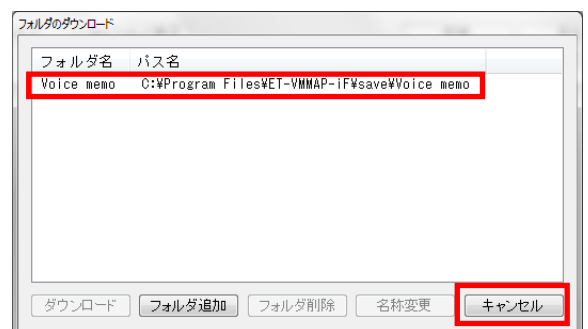 フォルダのダウンロード
フォルダ名 パス名
Voice memo C:¥Program Files¥ET-VMMAP-iF¥save¥Voice memo
ダウンロード フォルダ追加 フォルダ削除 名称変更 キャンセル